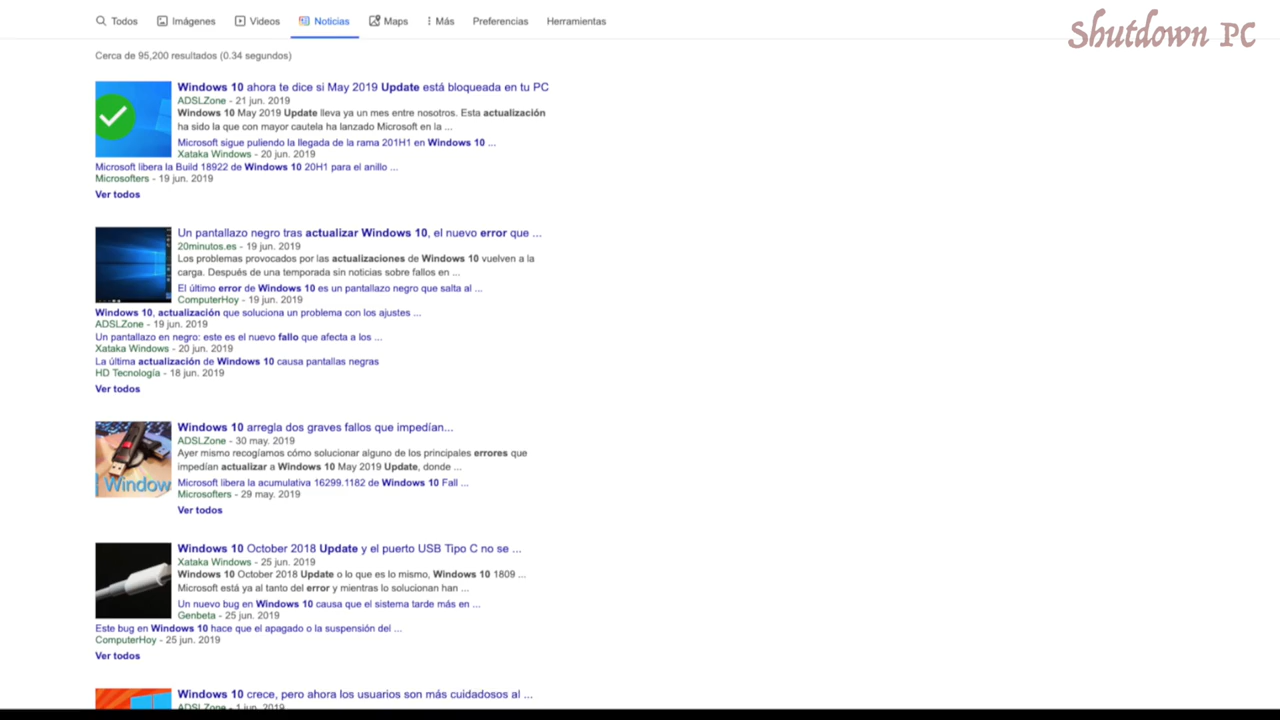 Todos Imágenes Videos Noticias Maps Más Preferencias Herramientas
Shutdown PC
Cerca de 95,200 resultados (0.34 segundos)
Windows 10 ahora te dice si May 2019 Update está bloqueada en tu PC
ADSLZone - 21 jun. 2019
Windows 10 May 2019 Update lleva ya un mes entre nosotros. Esta actualización
ha sido la que con mayor cautela ha lanzado Microsoft en la ...
Microsoft sigue puliendo la llegada de la rama 201H1 en Windows 10 ...
Xataka Windows - 20 jun. 2019
Microsoft libera la Build 18922 de Windows 10 20H1 para el anillo ...
Microsofters - 19 jun. 2019
Ver todos
Un pantallazo negro tras actualizar Windows 10, el nuevo error que ...
20minutos.es - 19 jun. 2019
Los problemas provocados por las actualizaciones de Windows 10 vuelven a la
carga. Después de una temporada sin noticias sobre fallos en ...
El último error de Windows 10 es un pantallazo negro que salta al ...
ComputerHoy - 19 jun. 2019
Windows 10, actualización que soluciona un problema con los ajustes ...
ADSLZone - 19 jun. 2019
Un pantallazo en negro: este es el nuevo fallo que afecta a los ...
Xataka Windows - 20 jun. 2019
La última actualización de Windows 10 causa pantallas negras
HD Tecnología - 18 jun. 2019
Ver todos
Windows 10 arregla dos graves fallos que impedían...
ADSLZone - 30 may. 2019
Ayer mismo recogíamos cómo solucionar alguno de los principales errores que
impedían actualizar a Windows 10 May 2019 Update, donde ...
Window
Microsoft libera la acumulativa 16299.1182 de Windows 10 Fall ...
Microsofters - 29 may. 2019
Ver todos
Windows 10 October 2018 Update y el puerto USB Tipo C no se ...
Xataka Windows - 25 jun. 2019
Windows 10 October 2018 Update o lo que es lo mismo, Windows 10 1809 ...
Microsoft está ya al tanto del error y mientras lo solucionan han ...
Un nuevo bug en Windows 10 causa que el sistema tarde más en ...
Genbeta - 25 jun. 2019
Este bug en Windows 10 hace que el apagado o la suspensión del ...
ComputerHoy - 25 jun. 2019
Ver todos
Windows 10 crece, pero ahora los usuarios son más cuidadosos al ...
ADSLZone - 1 jun. 2019